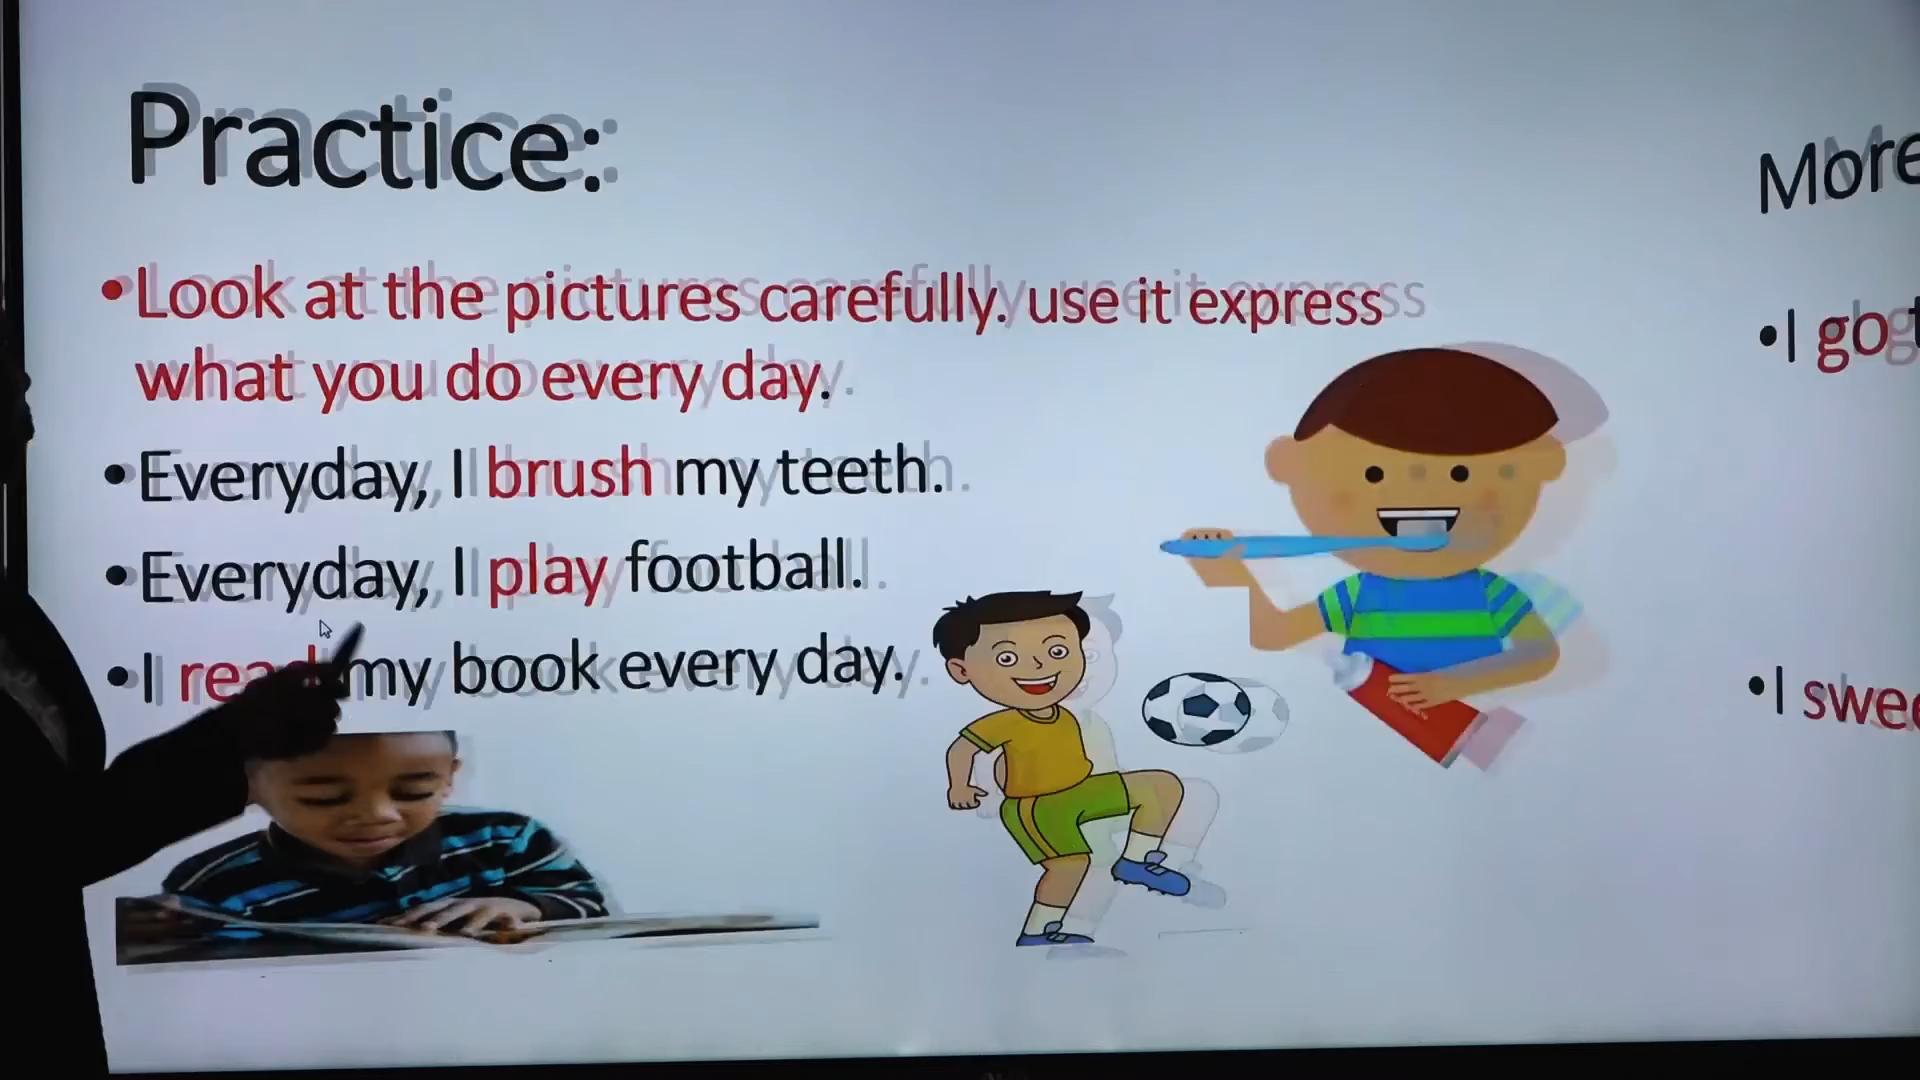 Practice:
•Look at the pictures carefully. use it express
what you do every day.
•Everyday, I brush my teeth.
•Everyday, I play football.
•I read my book every day.
More
•I go
•I